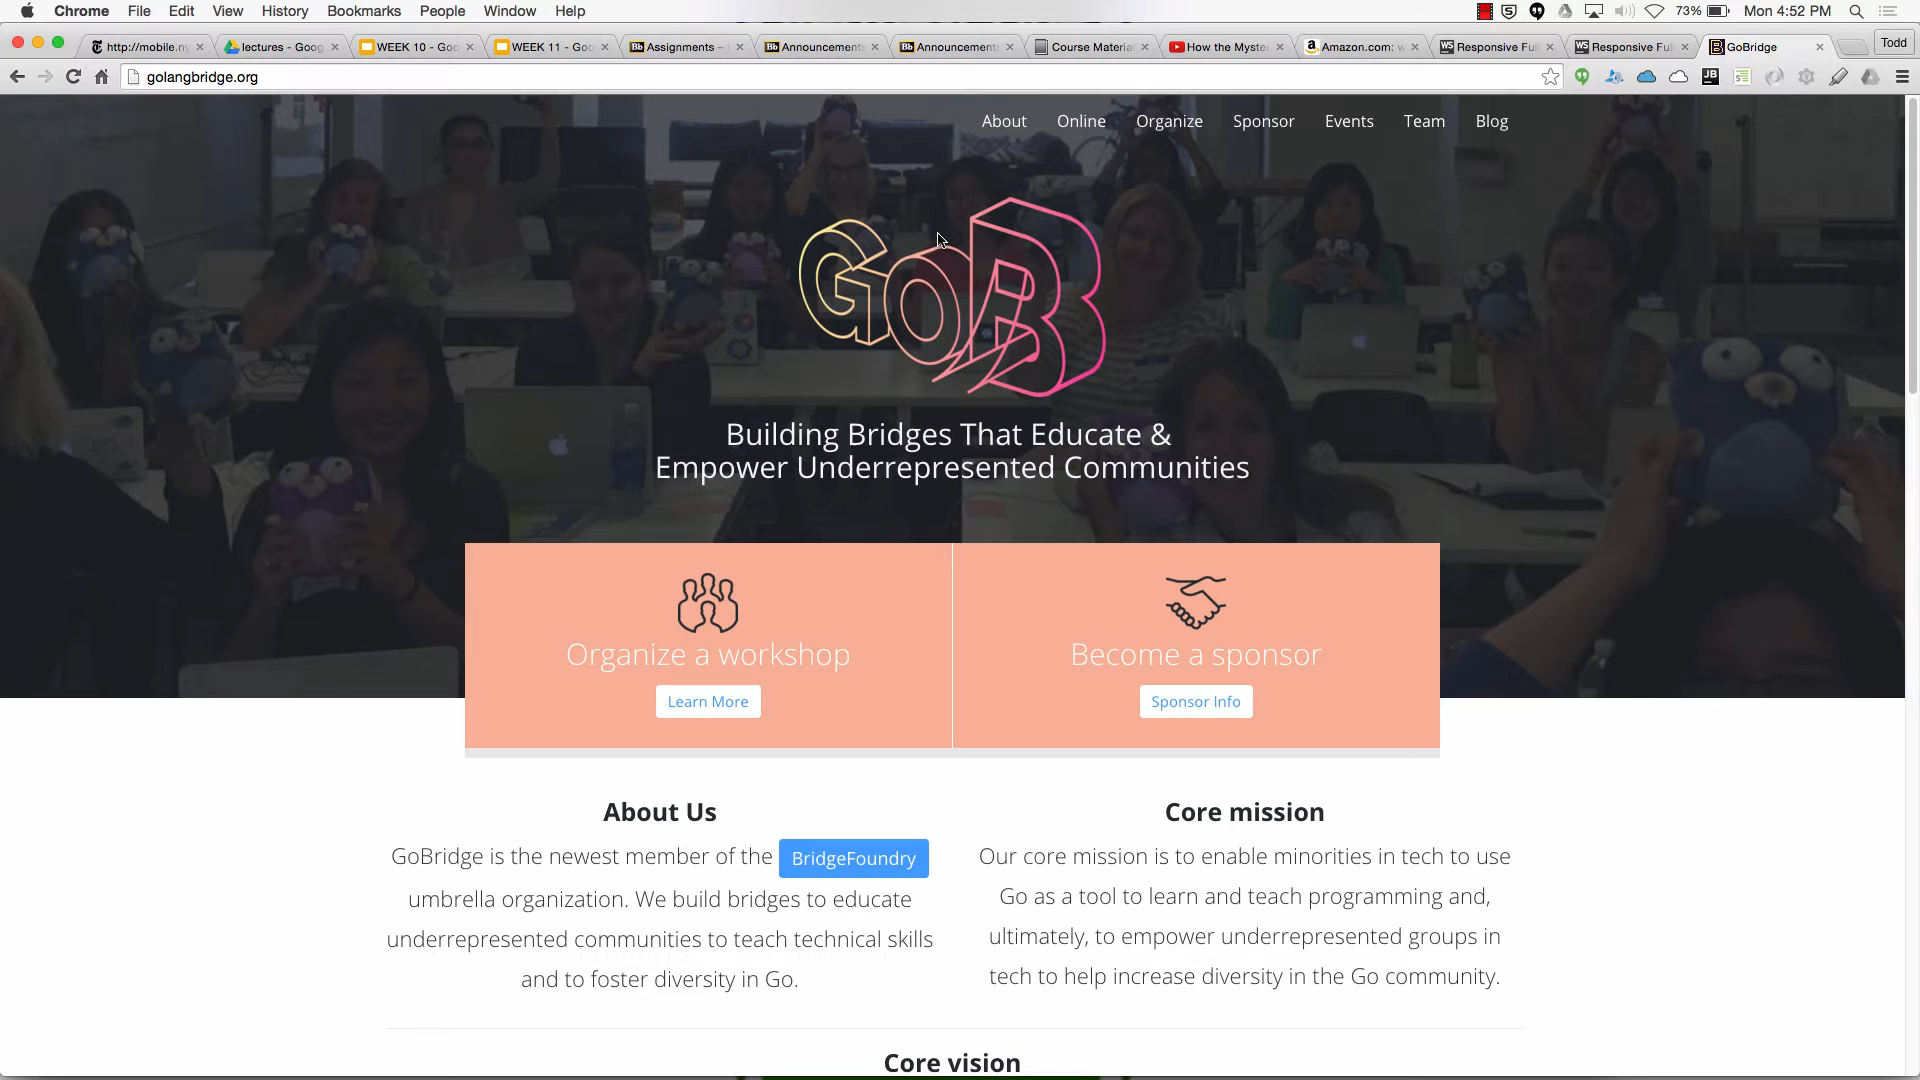 Chrome File Edit View History Bookmarks People Window Help 73% Mon 4:52 PM
http://mobile.ny lectures - Goog WEEK 10 - Goo WEEK 11 - Goo Assignments – Announcement Announcement Course Materia How the Myste Amazon.com: w Responsive Ful Responsive Ful GoBridge Todd
golangbridge.org
About Online Organize Sponsor Events Team Blog
GoB
Building Bridges That Educate &
Empower Underrepresented Communities
Organize a workshop
Become a sponsor
Learn More
Sponsor Info
About Us
GoBridge is the newest member of the BridgeFoundry
umbrella organization. We build bridges to educate
underrepresented communities to teach technical skills
and to foster diversity in Go.
Core mission
Our core mission is to enable minorities in tech to use
Go as a tool to learn and teach programming and,
ultimately, to empower underrepresented groups in
tech to help increase diversity in the Go community.
Core vision